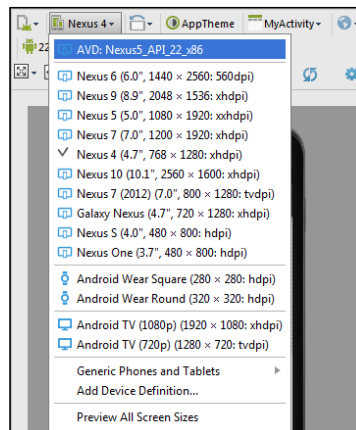 Nexus 4 AppTheme MyActivity
22
AVD: Nexus5_API_22_x86
Nexus 6 (6.0", 1440 × 2560: 560dpi)
Nexus 9 (8.9", 2048 × 1536: xhdpi)
Nexus 5 (5.0", 1080 × 1920: xxhdpi)
Nexus 7 (7.0", 1200 × 1920: xhdpi)
Nexus 4 (4.7", 768 × 1280: xhdpi)
Nexus 10 (10.1", 2560 × 1600: xhdpi)
Nexus 7 (2012) (7.0", 800 × 1280: tvdpi)
Galaxy Nexus (4.7", 720 × 1280: xhdpi)
Nexus S (4.0", 480 × 800: hdpi)
Nexus One (3.7", 480 × 800: hdpi)
Android Wear Square (280 × 280: hdpi)
Android Wear Round (320 × 320: hdpi)
Android TV (1080p) (1920 × 1080: xhdpi)
Android TV (720p) (1280 × 720: tvdpi)
Generic Phones and Tablets
Add Device Definition...
Preview All Screen Sizes